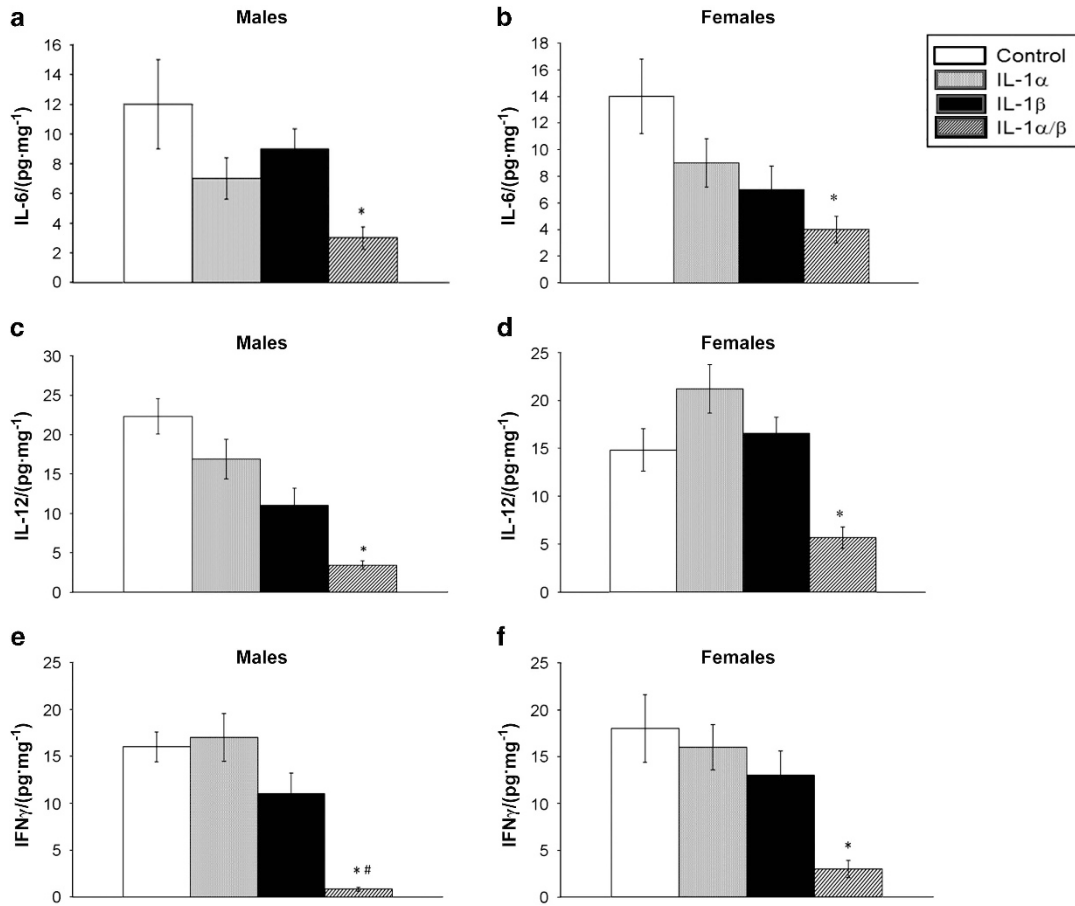 a
Males
IL-6/(pg·mg⁻¹)
16
14
12
10
8
6
4
2
0
*
b
Females
IL-6/(pg·mg⁻¹)
18
16
14
12
10
8
6
4
2
0
*
Control
IL-1α
IL-1β
IL-1α/β
c
Males
IL-12/(pg·mg⁻¹)
30
25
20
15
10
5
0
*
d
Females
IL-12/(pg·mg⁻¹)
25
20
15
10
5
0
*
e
Males
IFNγ/(pg·mg⁻¹)
25
20
15
10
5
0
* #
f
Females
IFNγ/(pg·mg⁻¹)
25
20
15
10
5
0
*